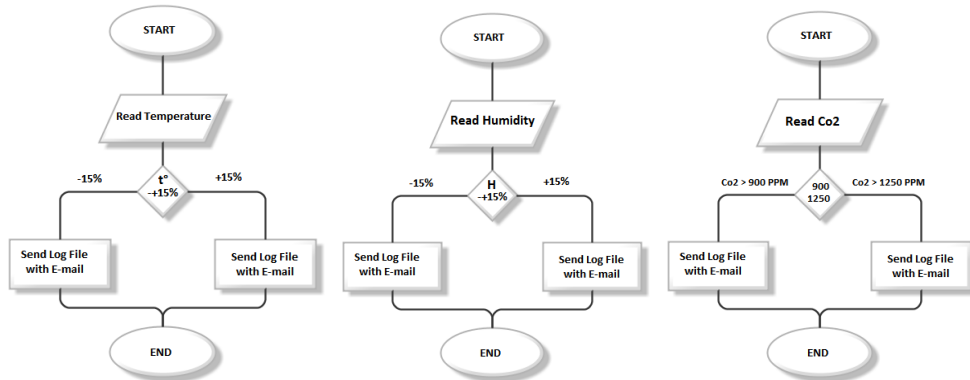 START
Read Temperature
t°
-+15%
-15%
+15%
Send Log File
with E-mail
Send Log File
with E-mail
END
START
Read Humidity
H
-+15%
-15%
+15%
Send Log File
with E-mail
Send Log File
with E-mail
END
START
Read Co2
900
1250
Co2 > 900 PPM
Co2 > 1250 PPM
Send Log File
with E-mail
Send Log File
with E-mail
END